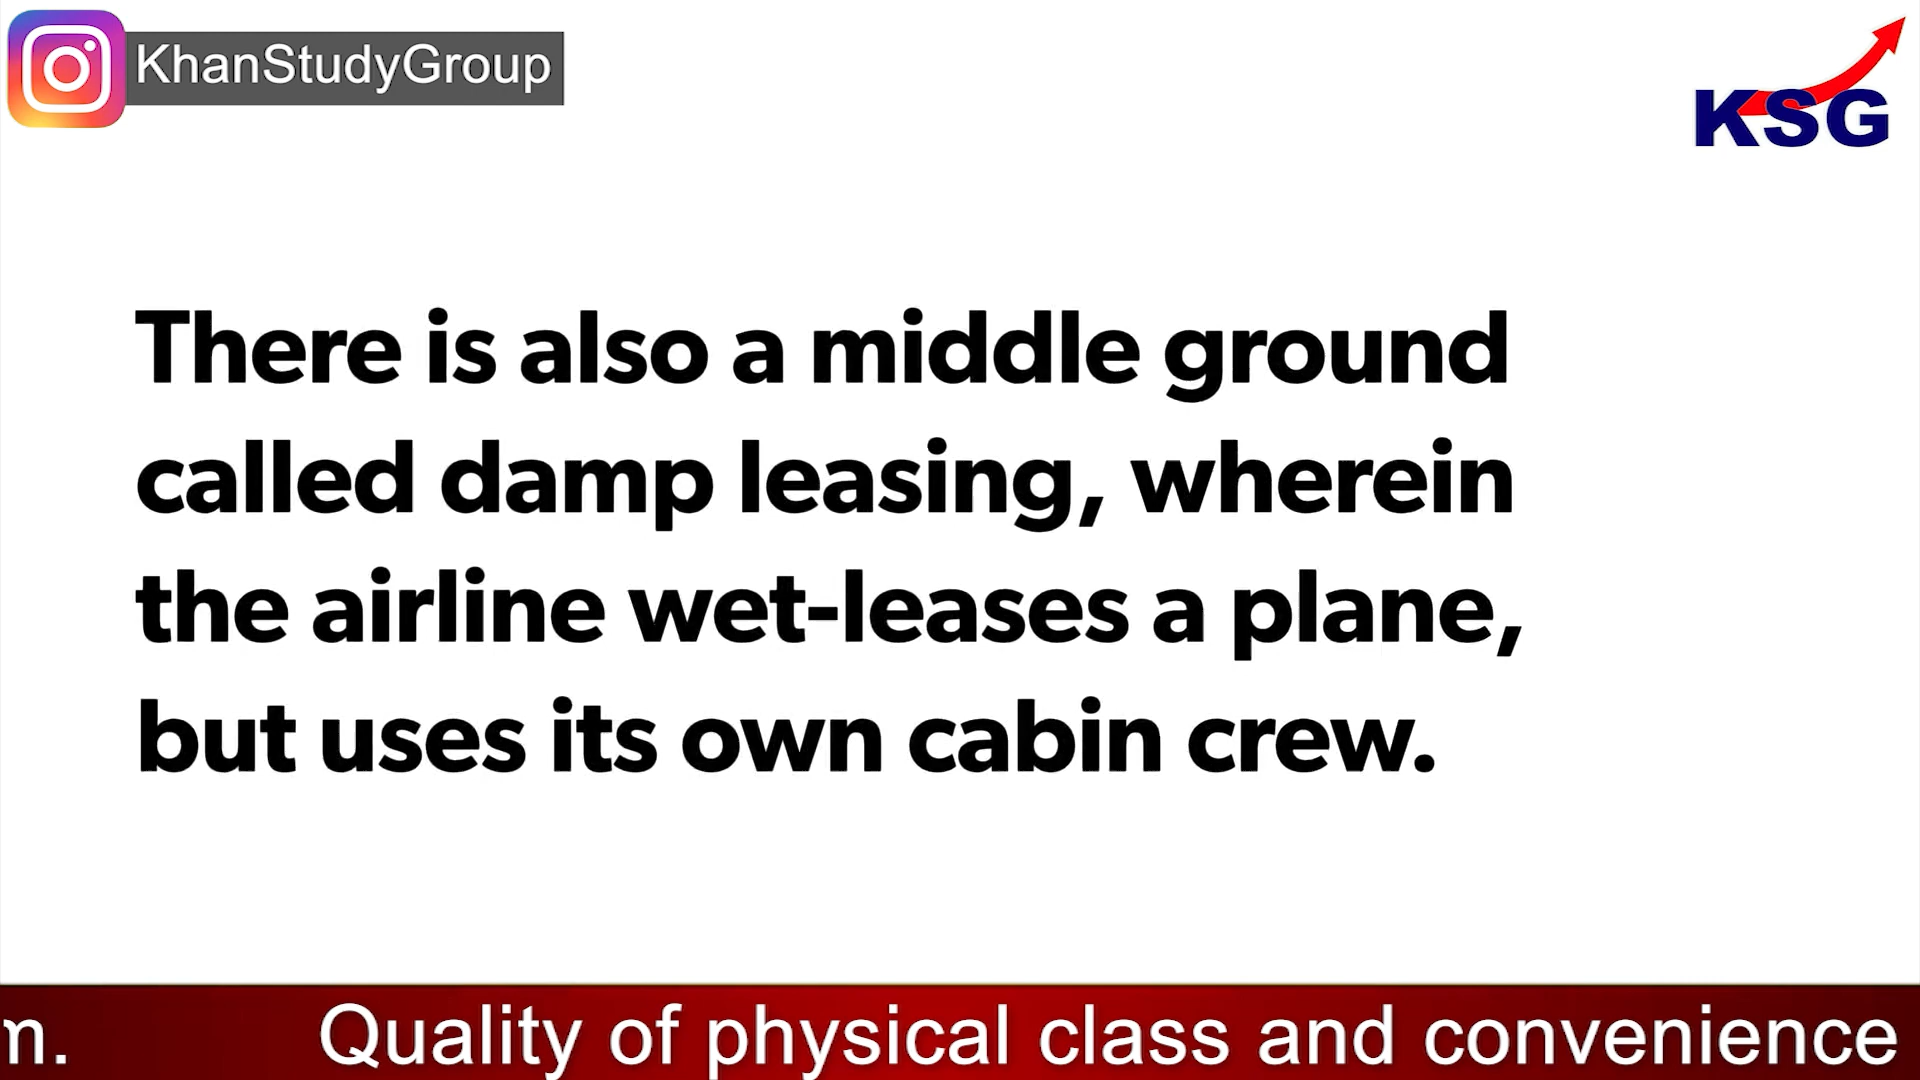 KhanStudyGroup
KSG
There is also a middle ground
called damp leasing, wherein
the airline wet-leases a plane,
but uses its own cabin crew.
m. Quality of physical class and convenience